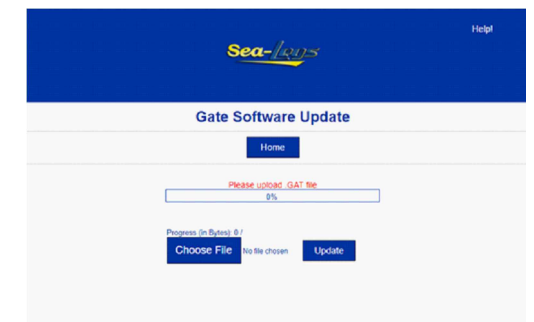 Help!
Sea-Legs
Gate Software Update
Home
Please upload .GAT file
0%
Progress (in Bytes): 0 /
Choose File No file chosen Update